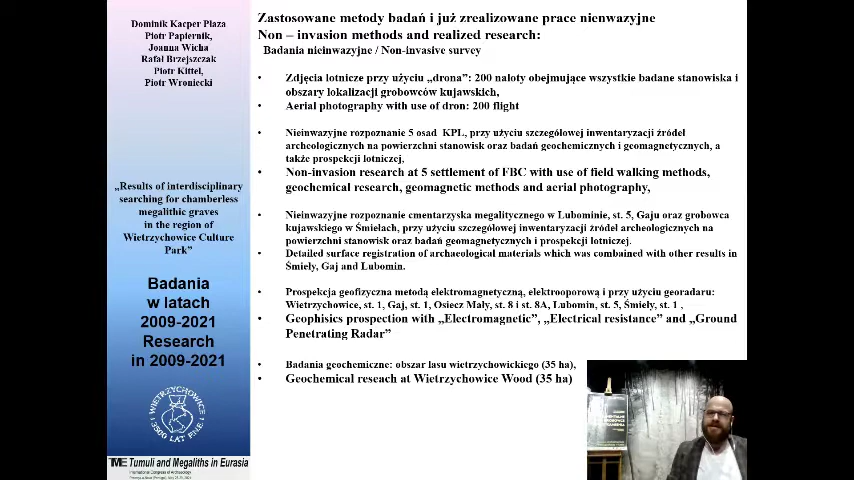 Dominik Kacper Płaza
Piotr Papiernik,
Joanna Wicha
Rafał Brzejszczak
Piotr Kittel,
Piotr Wroniecki
„Results of interdisciplinary
searching for chamberless
megalithic graves
in the region of
Wietrzychowice Culture
Park”
Badania
w latach
2009-2021
Research
in 2009-2021
WIETRZYCHOWICE
3500 LAT P.N.E.
TME Tumuli and Megaliths in Eurasia
International Congress of Archaeology
Zastosowane metody badań i już zrealizowane prace nienwazyjne
Non – invasion methods and realized research:
Badania nieinwazyjne / Non-invasive survey
• Zdjęcia lotnicze przy użyciu „drona”: 200 naloty obejmujące wszystkie badane stanowiska i
obszary lokalizacji grobowców kujawskich,
• Aerial photography with use of dron: 200 flight
• Nieinwazyjne rozpoznanie 5 osad KPL, przy użyciu szczegółowej inwentaryzacji źródeł
archeologicznych na powierzchni stanowisk oraz badań geochemicznych i geomagnetycznych, a
także prospekcji lotniczej,
• Non-invasion research at 5 settlement of FBC with use of field walking methods,
geochemical research, geomagnetic methods and aerial photography,
• Nieinwazyjne rozpoznanie cmentarzyska megalitycznego w Lubominie, st. 5, Gaju oraz grobowca
kujawskiego w Śmielach, przy użyciu szczegółowej inwentaryzacji źródeł archeologicznych na
powierzchni stanowisk oraz badań geomagnetycznych i prospekcji lotniczej.
• Detailed surface registration of archaeological materials which was combained with other results in
Śmiely, Gaj and Lubomin.
• Prospekcja geofizyczna metodą elektromagnetyczną, elektrooporową i przy użyciu georadaru:
Wietrzychowice, st. 1, Gaj, st. 1, Osiecz Mały, st. 8 i st. 8A, Lubomin, st. 5, Śmiely, st. 1 ,
• Geophisics prospection with „Electromagnetic”, „Electrical resistance” and „Ground
Penetrating Radar”
• Badania geochemiczne: obszar lasu wietrzychowickiego (35 ha),
• Geochemical reseach at Wietrzychowice Wood (35 ha)